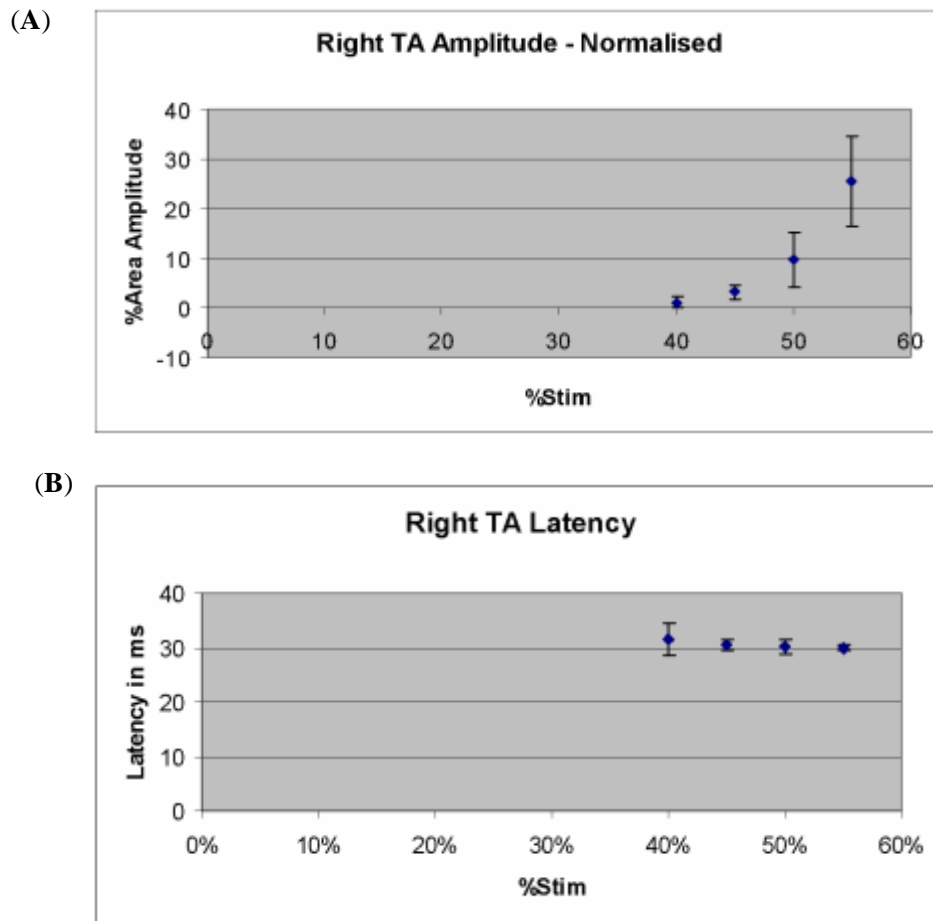 (A)
Right TA Amplitude - Normalised
%Area Amplitude
40
30
20
10
0
-10
0 10 20 30 40 50 60
%Stim
(B)
Right TA Latency
Latency in ms
40
30
20
10
0
0% 10% 20% 30% 40% 50% 60%
%Stim